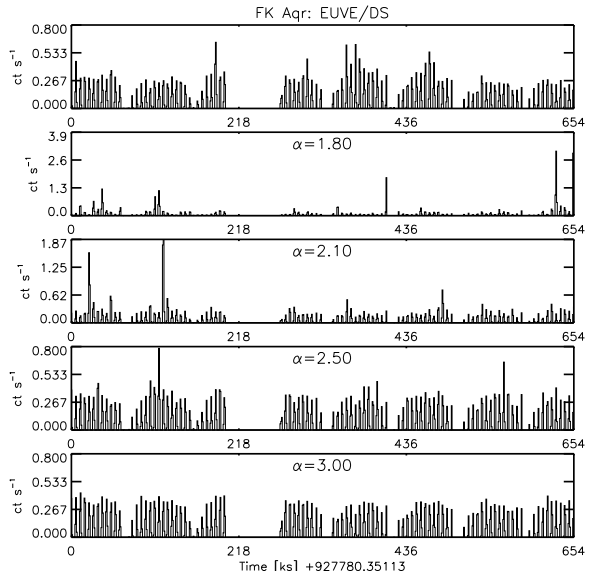 FK Aqr: EUVE/DS
0.800
0.533
0.267
0.000
ct s⁻¹
0 218 436 654
α=1.80
3.9
2.6
1.3
0.0
ct s⁻¹
0 218 436 654
α=2.10
1.87
1.25
0.62
0.00
ct s⁻¹
0 218 436 654
α=2.50
0.800
0.533
0.267
0.000
ct s⁻¹
0 218 436 654
α=3.00
0.800
0.533
0.267
0.000
ct s⁻¹
0 218 436 654
Time [ks] +927780.35113